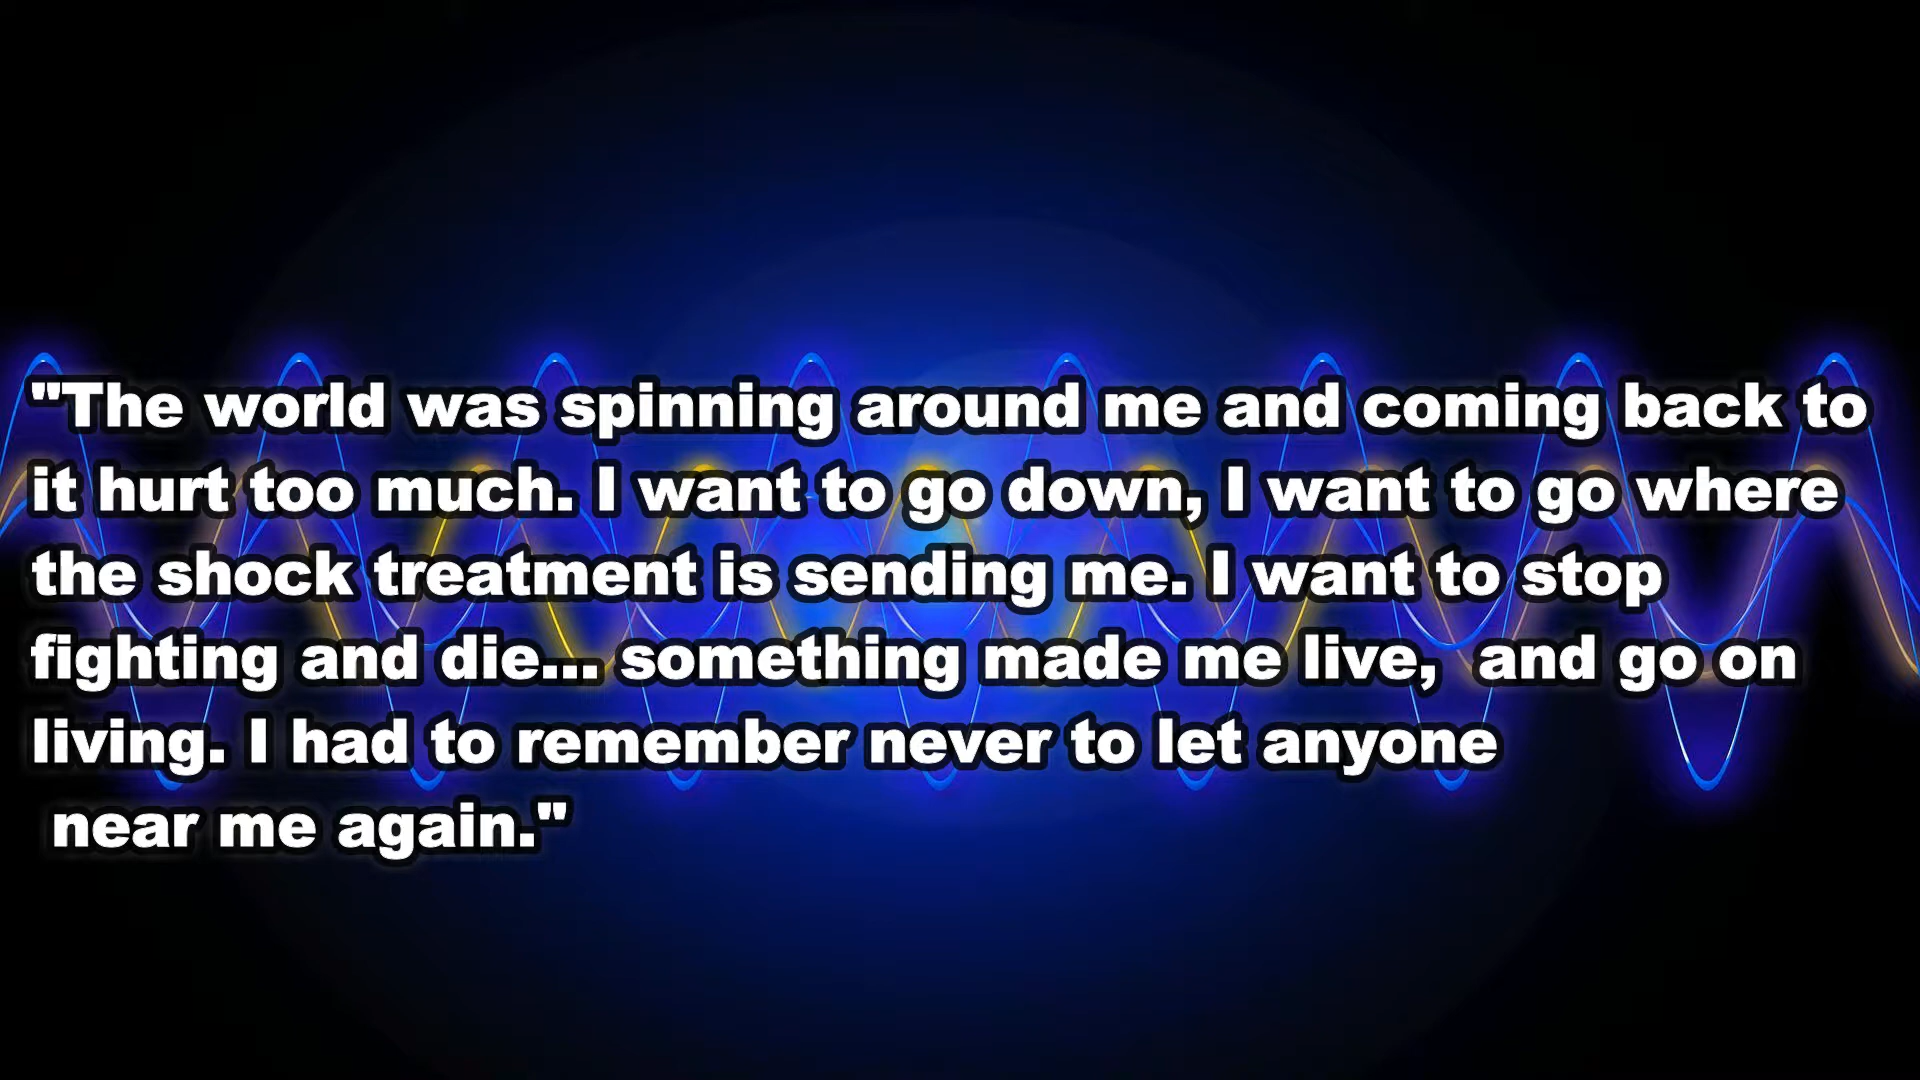 "The world was spinning around me and coming back to
it hurt too much. I want to go down, I want to go where
the shock treatment is sending me. I want to stop
fighting and die... something made me live,  and go on
living. I had to remember never to let anyone
near me again."